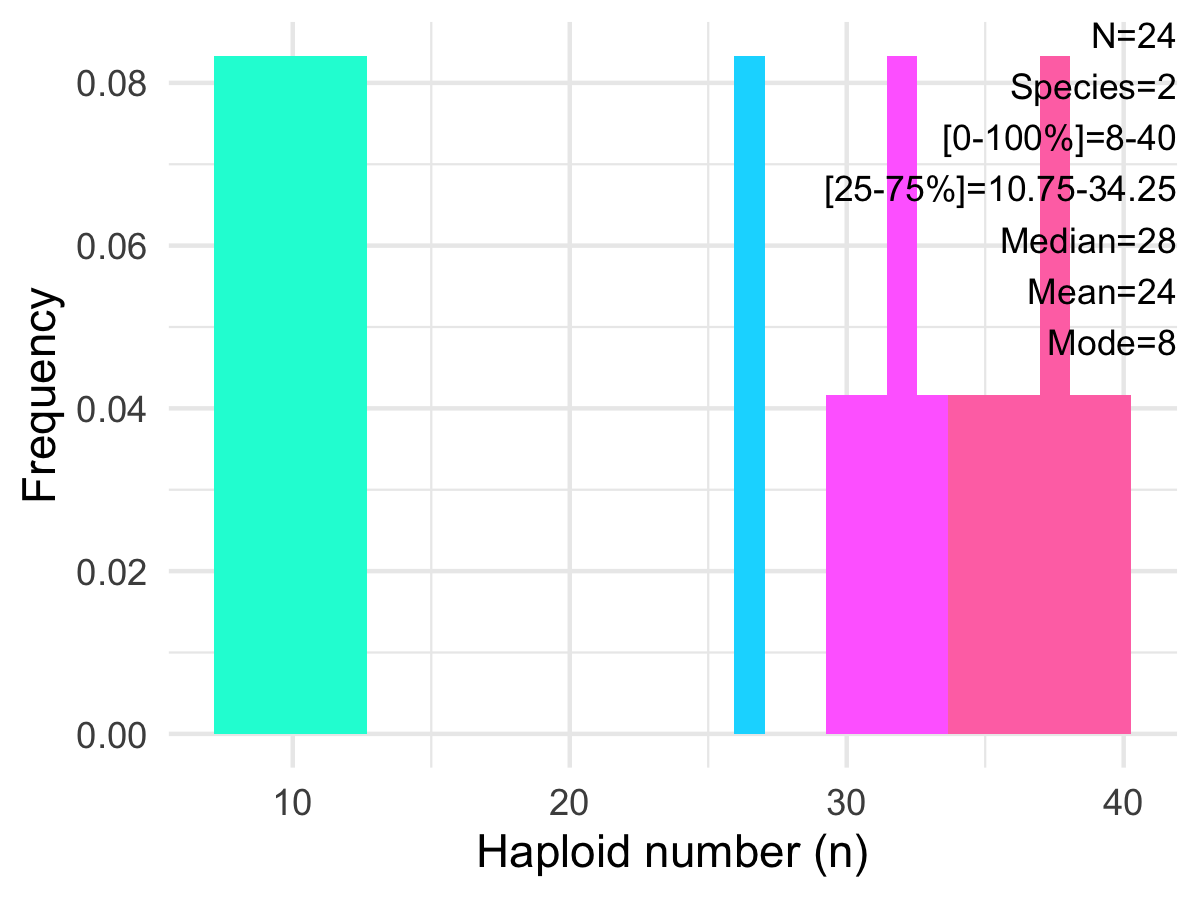 N=24
Species=2
[0-100%]=8-40
[25-75%]=10.75-34.25
Median=28
Mean=24
Mode=8
Frequency
0.08
0.06
0.04
0.02
0.00
10 20 30 40
Haploid number (n)